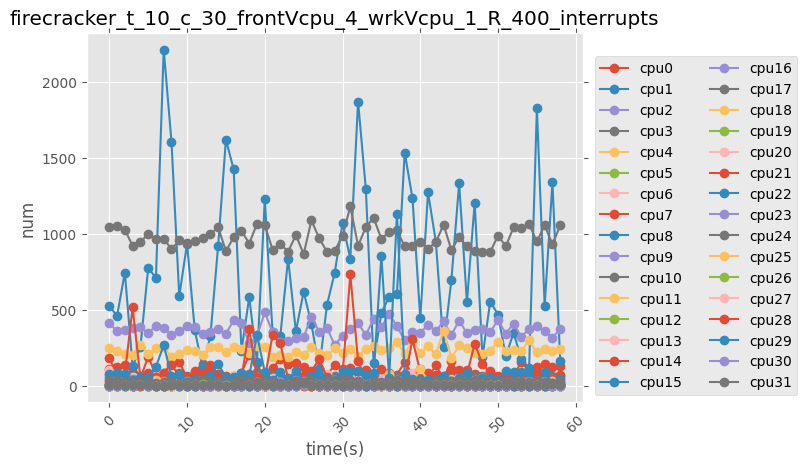 firecracker_t_10_c_30_frontVcpu_4_wrkVcpu_1_R_400_interrupts
2000
1500
1000
500
0
num
0
10
20
30
40
50
60
time(s)
cpu0
cpu1
cpu2
cpu3
cpu4
cpu5
cpu6
cpu7
cpu8
cpu9
cpu10
cpu11
cpu12
cpu13
cpu14
cpu15
cpu16
cpu17
cpu18
cpu19
cpu20
cpu21
cpu22
cpu23
cpu24
cpu25
cpu26
cpu27
cpu28
cpu29
cpu30
cpu31